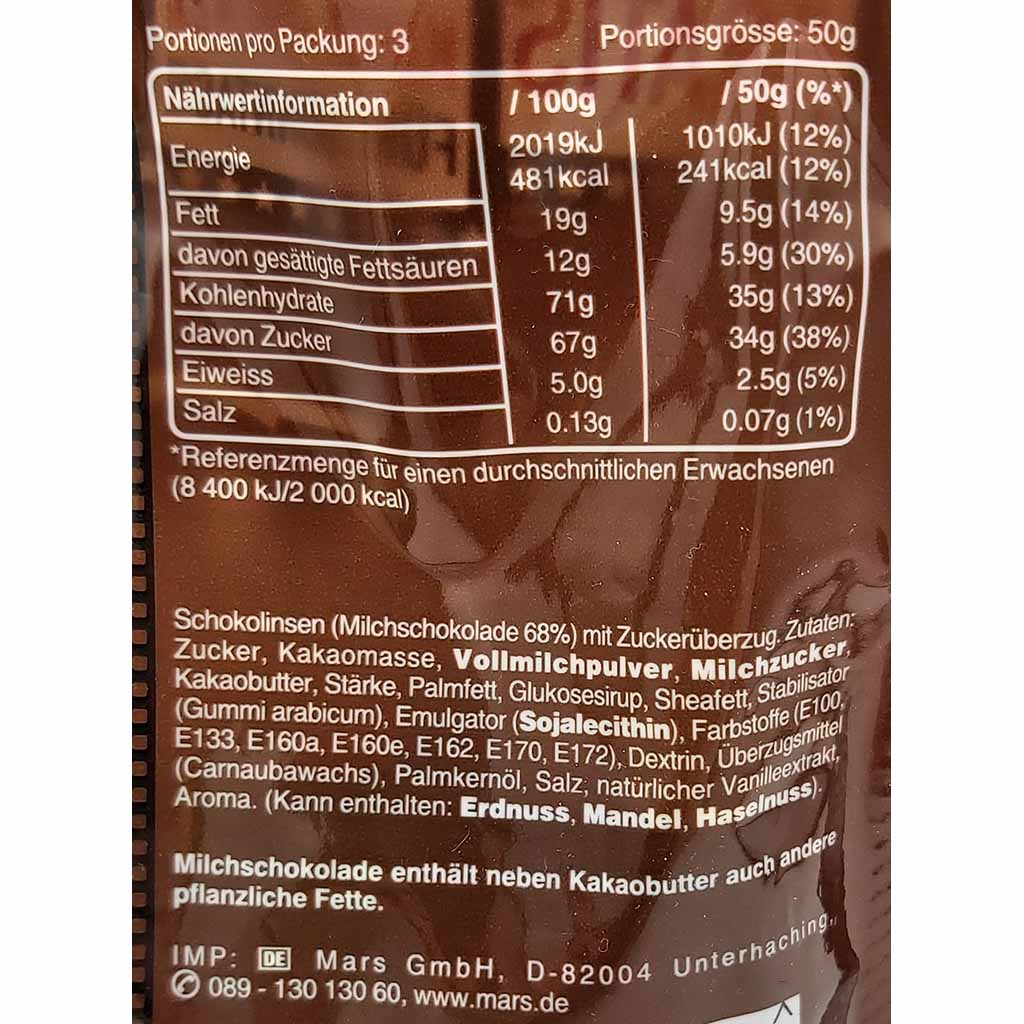 Portionen pro Packung: 3 Portionsgrösse: 50g
Nährwertinformation / 100g / 50g (%*)
Energie 2019kJ 1010kJ (12%)
481kcal 241kcal (12%)
Fett 19g 9.5g (14%)
davon gesättigte Fettsäuren 12g 5.9g (30%)
Kohlenhydrate 71g 35g (13%)
davon Zucker 67g 34g (38%)
Eiweiss 5.0g 2.5g (5%)
Salz 0.13g 0.07g (1%)
*Referenzmenge für einen durchschnittlichen Erwachsenen
(8 400 kJ/2 000 kcal)
Schokolinsen (Milchschokolade 68%) mit Zuckerüberzug. Zutaten:
Zucker, Kakaomasse, Vollmilchpulver, Milchzucker,
Kakaobutter, Stärke, Palmfett, Glukosesirup, Sheafett, Stabilisator
(Gummi arabicum), Emulgator (Sojalecithin), Farbstoffe (E100,
E133, E160a, E160e, E162, E170, E172), Dextrin, Überzugsmittel
(Carnaubawachs), Palmkernöl, Salz, natürlicher Vanilleextrakt,
Aroma. (Kann enthalten: Erdnuss, Mandel, Haselnuss).
Milchschokolade enthält neben Kakaobutter auch andere
pflanzliche Fette.
IMP: DE Mars GmbH, D-82004 Unterhaching,
✆ 089 - 130 130 60, www.mars.de